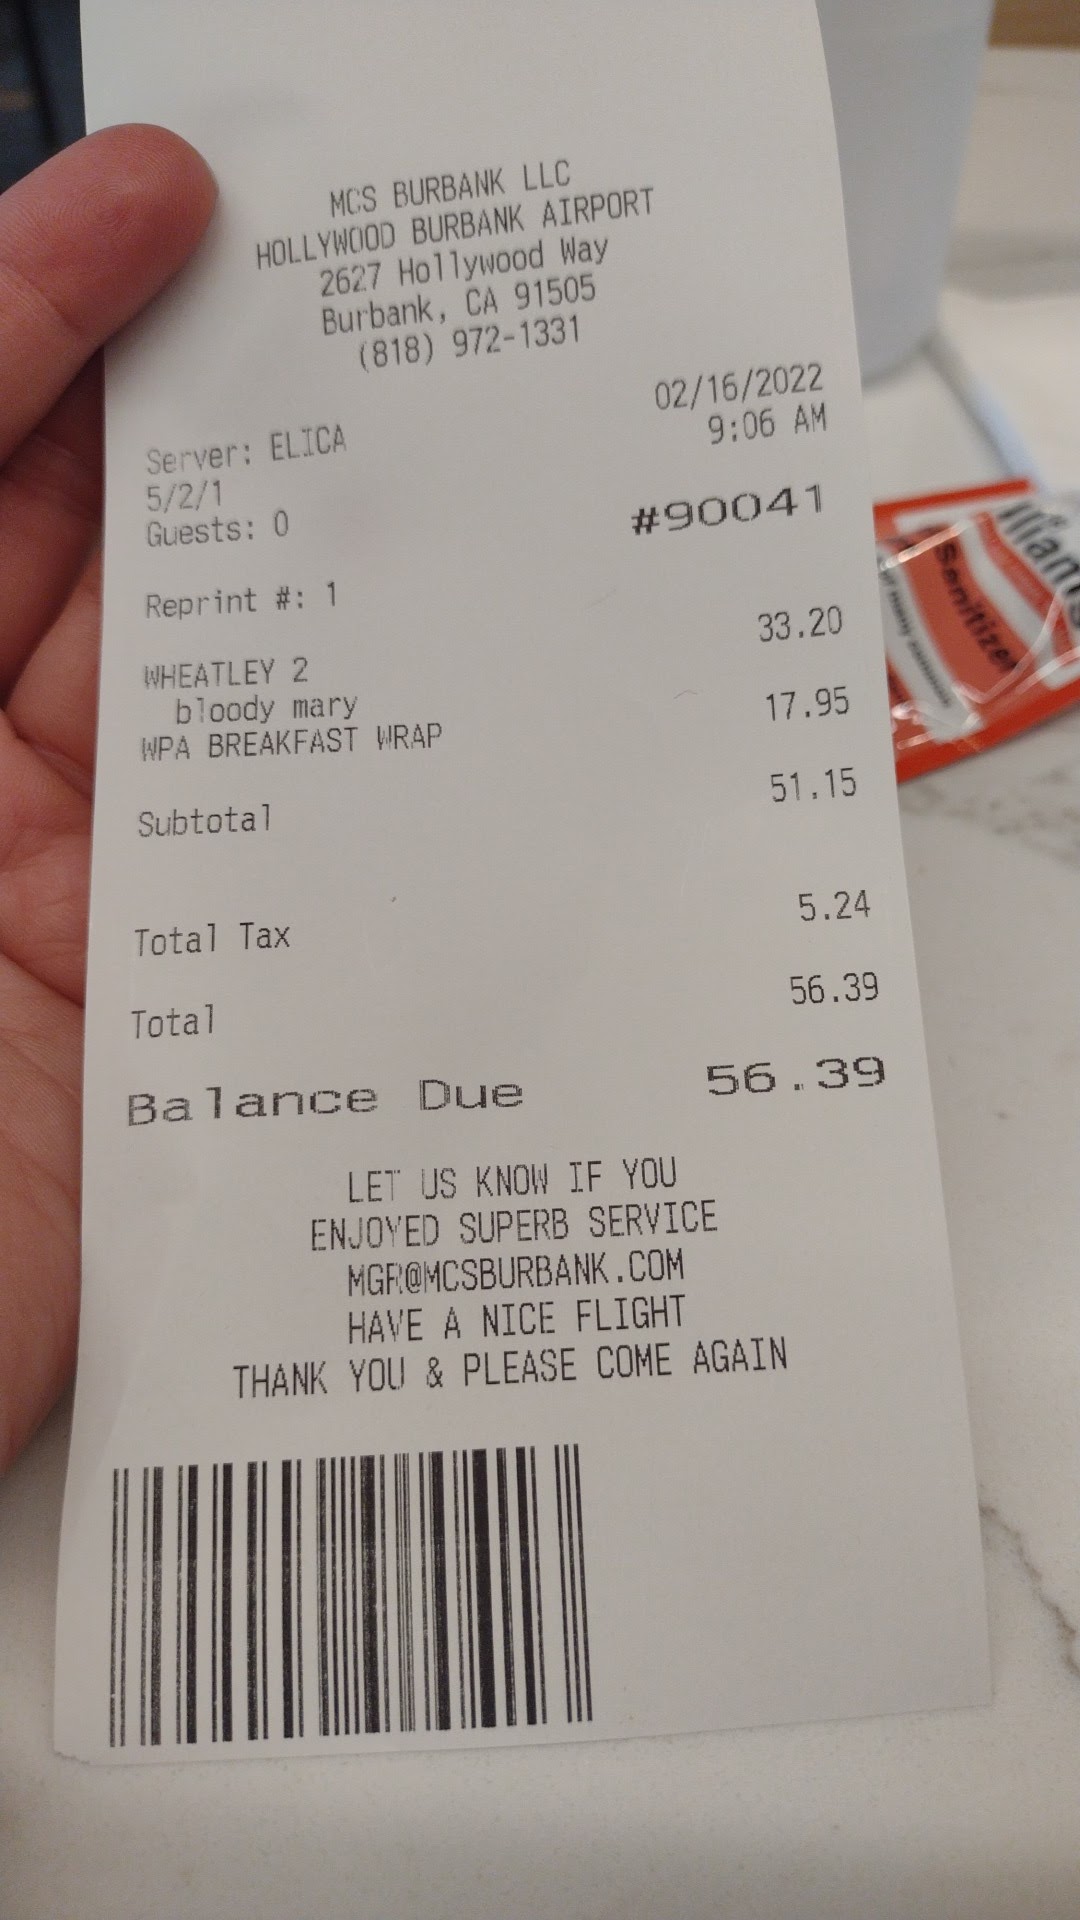 MCS BURBANK LLC
HOLLYWOOD BURBANK AIRPORT
2627 Hollywood Way
Burbank, CA 91505
(818) 972-1331
02/16/2022
Server: ELICA 9:06 AM
5/2/1
Guests: 0 #90041
Reprint #: 1
WHEATLEY 2 33.20
bloody mary
WPA BREAKFAST WRAP 17.95
Subtotal 51.15
Total Tax 5.24
Total 56.39
Balance Due 56.39
LET US KNOW IF YOU
ENJOYED SUPERB SERVICE
MGR@MCSBURBANK.COM
HAVE A NICE FLIGHT
THANK YOU & PLEASE COME AGAIN
Sanitizer